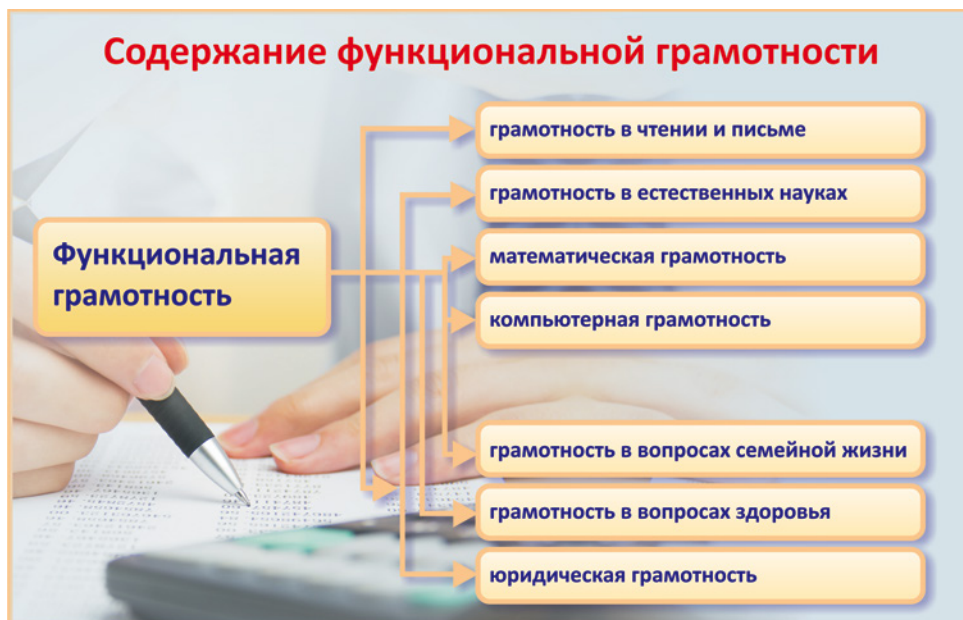 Содержание функциональной грамотности
Функциональная
грамотность
грамотность в чтении и письме
грамотность в естественных науках
математическая грамотность
компьютерная грамотность
грамотность в вопросах семейной жизни
грамотность в вопросах здоровья
юридическая грамотность